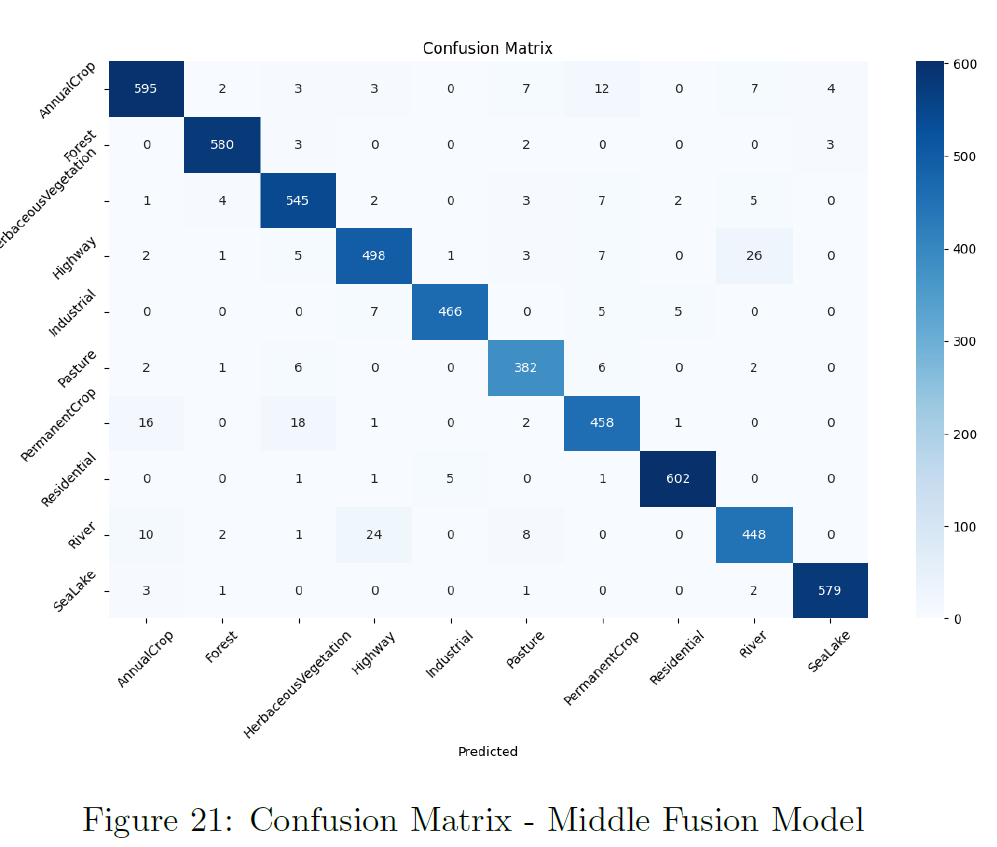 Confusion Matrix
AnnualCrop 595 2 3 3 0 7 12 0 7 4
Forest 0 580 3 0 0 2 0 0 0 3
erbaceousVegetation 1 4 545 2 0 3 7 2 5 0
Highway 2 1 5 498 1 3 7 0 26 0
Industrial 0 0 0 7 466 0 5 5 0 0
Pasture 2 1 6 0 0 382 6 0 2 0
PermanentCrop 16 0 18 1 0 2 458 1 0 0
Residential 0 0 1 1 5 0 1 602 0 0
River 10 2 1 24 0 8 0 0 448 0
SeaLake 3 1 0 0 0 1 0 0 2 579
AnnualCrop Forest HerbaceousVegetation Highway Industrial Pasture PermanentCrop Residential River SeaLake
Predicted
600
500
400
300
200
100
0
Figure 21: Confusion Matrix - Middle Fusion Model